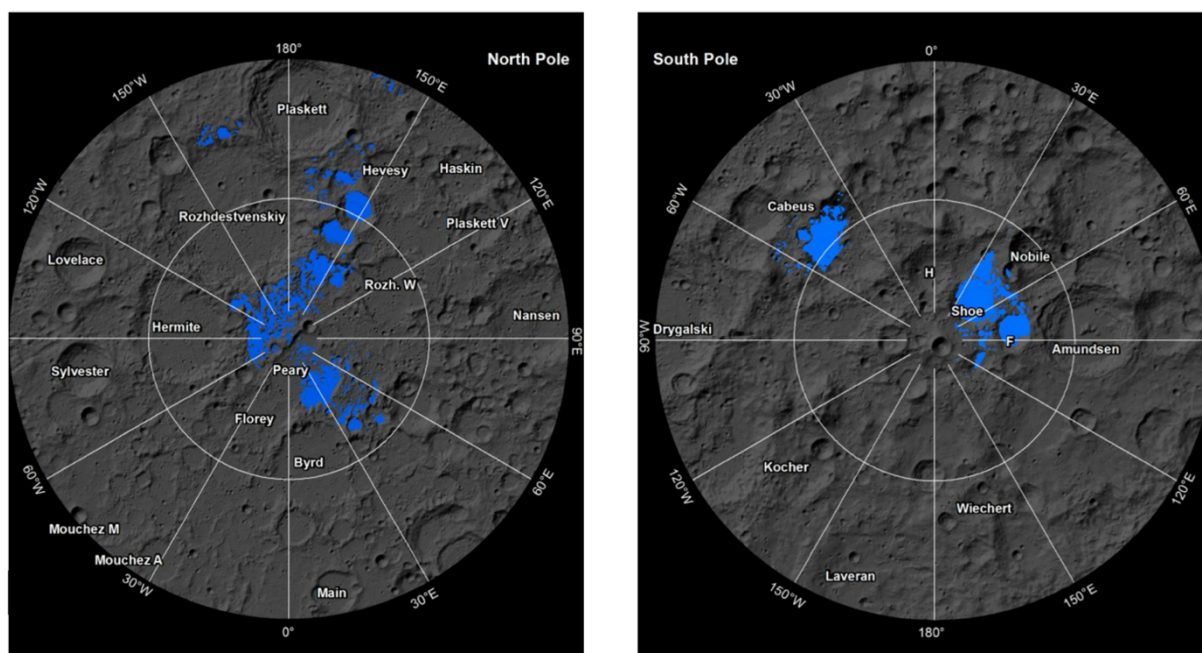 180°
North Pole
150°W
150°E
Plaskett
Hevesy
Haskin
120°W
120°E
Rozhdestvenskiy
Plaskett V
Lovelace
Rozh. W
Hermite
Nansen
90°E
Sylvester
Peary
Florey
Byrd
60°W
60°E
Mouchez M
Mouchez A
30°W
Main
30°E
0°
South Pole
0°
30°W
30°E
60°W
60°E
Cabeus
Nobile
H
Shoe
Drygalski
90°W
F
Amundsen
Kocher
120°W
120°E
Wiechert
Laveran
150°W
150°E
180°